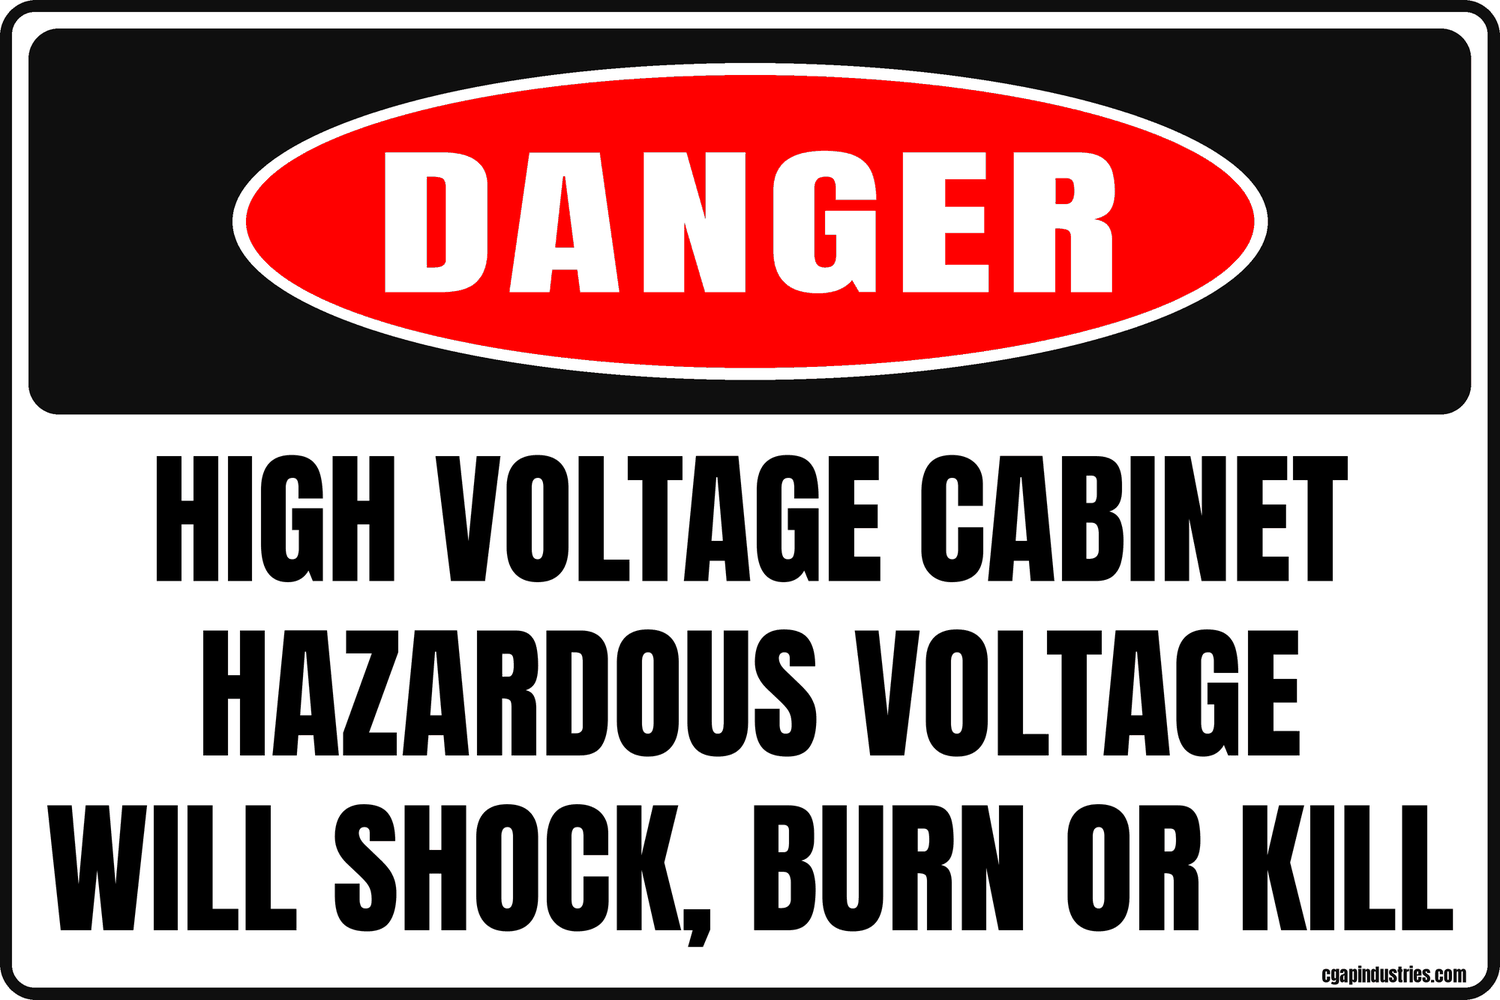 DANGER
HIGH VOLTAGE CABINET
HAZARDOUS VOLTAGE
WILL SHOCK, BURN OR KILL
cgapindustries.com